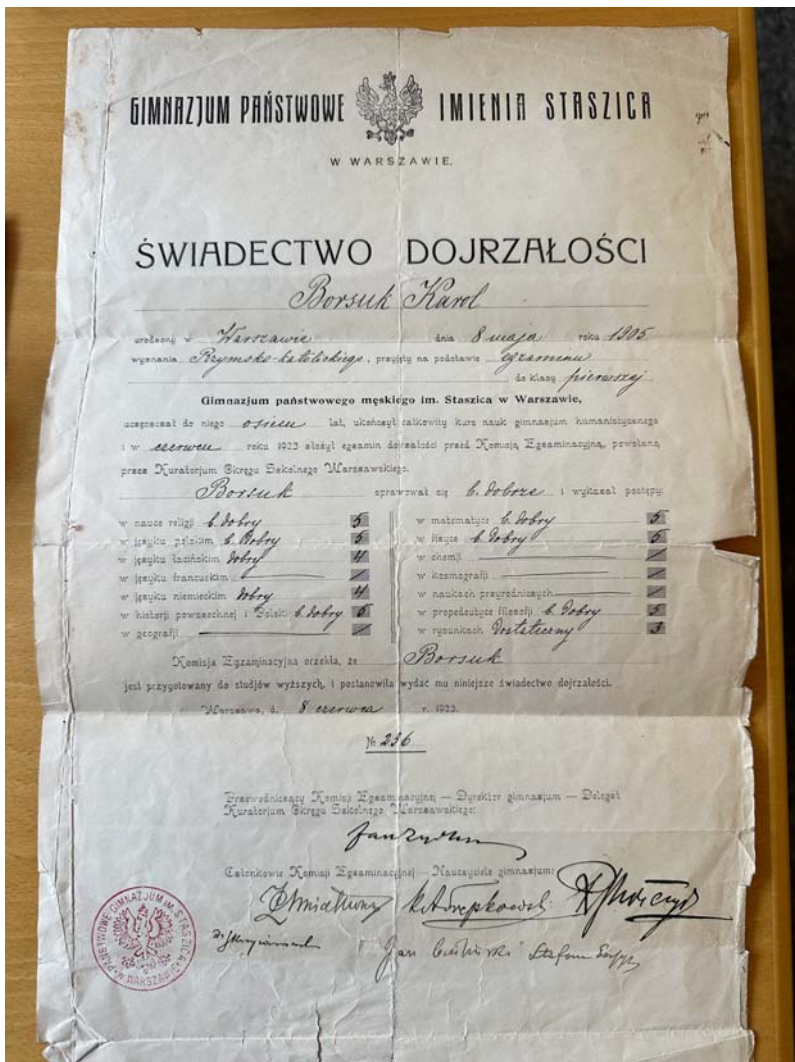 GIMNAZJUM PAŃSTWOWE IMIENIA STASZICA
W WARSZAWIE.
ŚWIADECTWO DOJRZAŁOŚCI
Borsuk Karol
urodzony w Warszawie dnia 8 maja roku 1905
wyznania Rzymsko-katolickiego, przyjęty na podstawie egzaminu
do klasy pierwszej
Gimnazjum państwowego męskiego im. Staszica w Warszawie,
uczęszczał do niego osiem lat, ukończył całkowity kurs nauk gimnazjum humanistycznego
i w czerwcu roku 1923 złożył egzamin dojrzałości przed Komisją Egzaminacyjną, powołaną
przez Kuratorjum Okręgu Szkolnego Warszawskiego.
Borsuk sprawował się b. dobrze i wykazał postępy:
w nauce religji b. dobry 5
w języku polskim b. dobry 5
w języku łacińskim dobry 4
w języku francuskim
w języku niemieckim dobry 4
w historji powszechnej i Polski b. dobry 5
w geografji
w matematyce b. dobry 5
w fizyce b. dobry 5
w chemji
w kosmografji
w naukach przyrodniczych
w propedeutyce filozofji b. dobry 5
w rysunkach dostateczny 3
Komisja Egzaminacyjna orzekła, że Borsuk
jest przygotowany do studjów wyższych, i postanowiła wydać mu niniejsze świadectwo dojrzałości.
Warszawa, d. 8 czerwca r. 1923.
№ 236
Przewodniczący Komisji Egzaminacyjnej — Dyrektor gimnazjum — Delegat
Kuratorjum Okręgu Szkolnego Warszawskiego:
Członkowie Komisji Egzaminacyjnej — Nauczyciele gimnazjum:
Jan Stefan
PAŃSTWOWE GIMNAZJUM IM. STASZICA
W WARSZAWIE